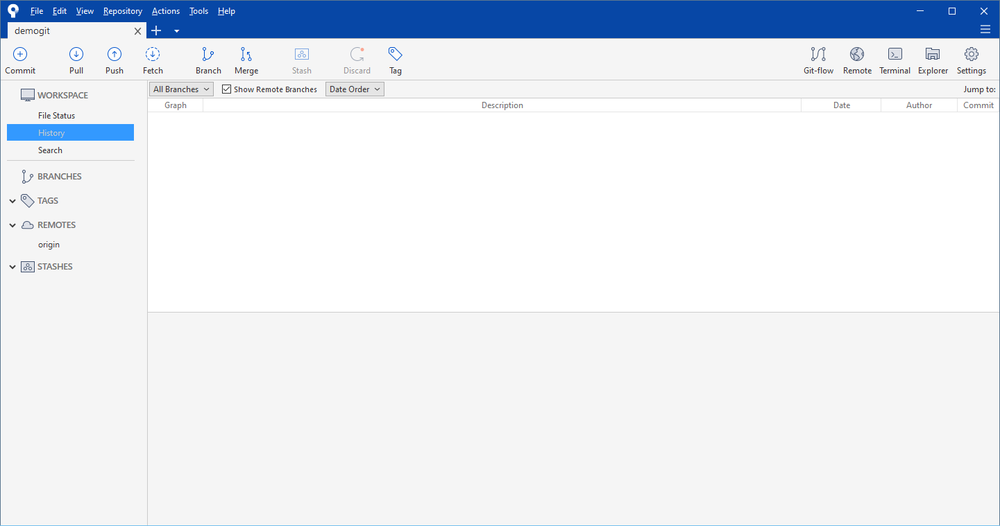 File Edit View Repository Actions Tools Help
demogit
Commit Pull Push Fetch Branch Merge Stash Discard Tag Git-flow Remote Terminal Explorer Settings
WORKSPACE
File Status
History
Search
BRANCHES
TAGS
REMOTES
origin
STASHES
All Branches Show Remote Branches Date Order Jump to:
Graph Description Date Author Commit